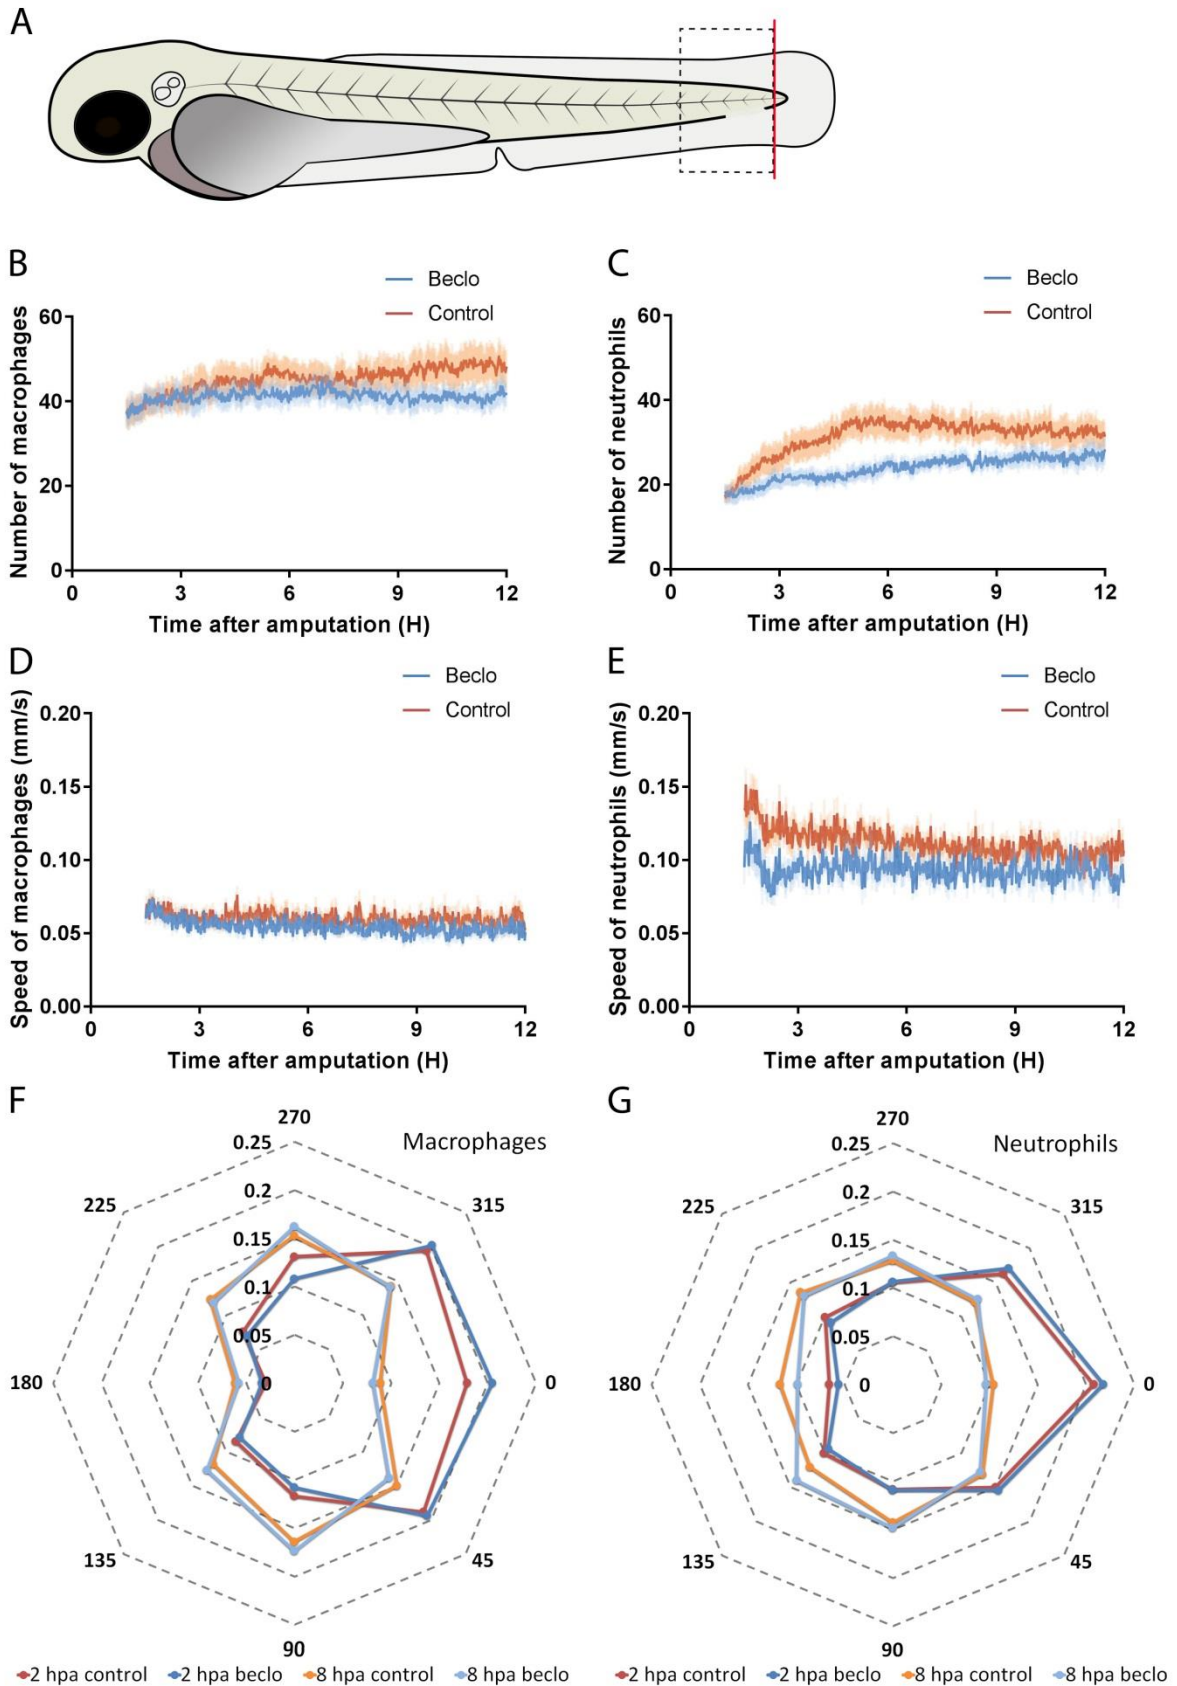 A
B
Beclo
Control
Number of macrophages
60
40
20
0
0 3 6 9 12
Time after amputation (H)
C
Beclo
Control
Number of neutrophils
60
40
20
0
0 3 6 9 12
Time after amputation (H)
D
Beclo
Control
Speed of macrophages (mm/s)
0.20
0.15
0.10
0.05
0.00
0 3 6 9 12
Time after amputation (H)
E
Beclo
Control
Speed of neutrophils (mm/s)
0.20
0.15
0.10
0.05
0.00
0 3 6 9 12
Time after amputation (H)
F
Macrophages
270
0.25
315
225
0.2
0.15
0.1
0.05
180
0
0
135
45
90
2 hpa control 2 hpa beclo 8 hpa control 8 hpa beclo
G
Neutrophils
270
0.25
315
225
0.2
0.15
0.1
0.05
180
0
0
135
45
90
2 hpa control 2 hpa beclo 8 hpa control 8 hpa beclo